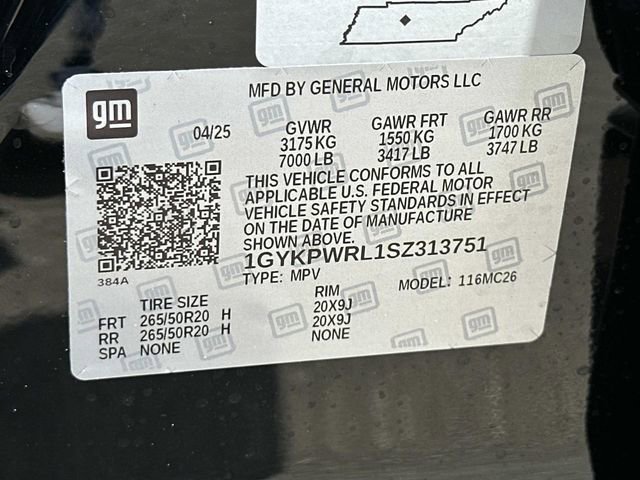 MFD BY GENERAL MOTORS LLC
gm
04/25
GVWR
3175 KG
7000 LB
GAWR FRT
1550 KG
3417 LB
GAWR RR
1700 KG
3747 LB
THIS VEHICLE CONFORMS TO ALL
APPLICABLE U.S. FEDERAL MOTOR
VEHICLE SAFETY STANDARDS IN EFFECT
ON THE DATE OF MANUFACTURE
SHOWN ABOVE.
384A
1GYKPWRL1SZ313751
TYPE: MPV
MODEL: 116MC26
TIRE SIZE
RIM
FRT 265/50R20 H 20X9J
RR 265/50R20 H 20X9J
SPA NONE NONE